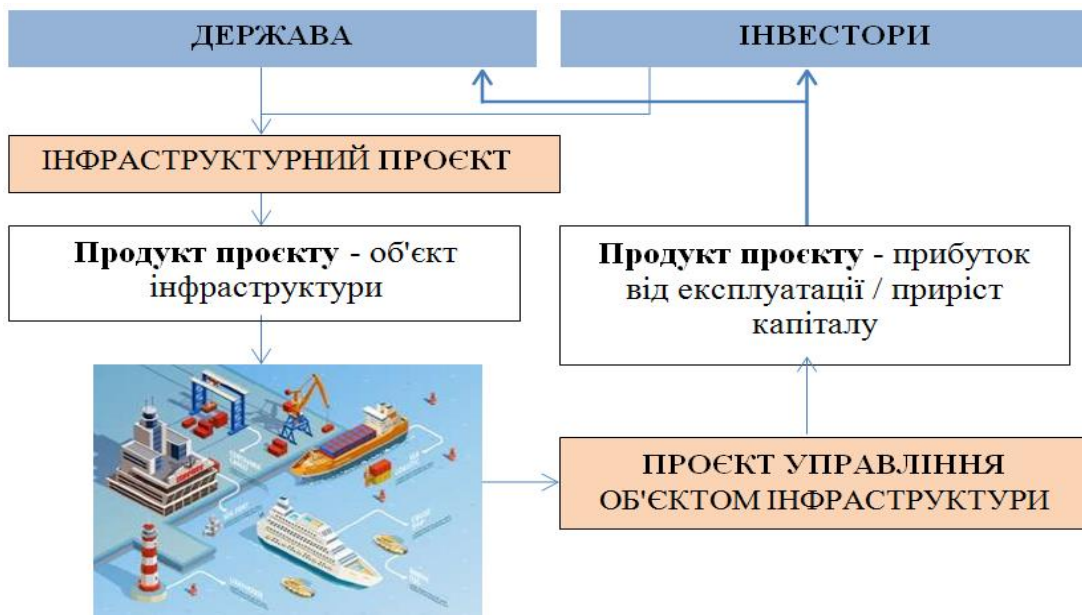 ДЕРЖАВА
ІНВЕСТОРИ
ІНФРАСТРУКТУРНИЙ ПРОЄКТ
Продукт проєкту - об'єкт
інфраструктури
Продукт проєкту - прибуток
від експлуатації / приріст
капіталу
ПРОЄКТ УПРАВЛІННЯ
ОБ'ЄКТОМ ІНФРАСТРУКТУРИ